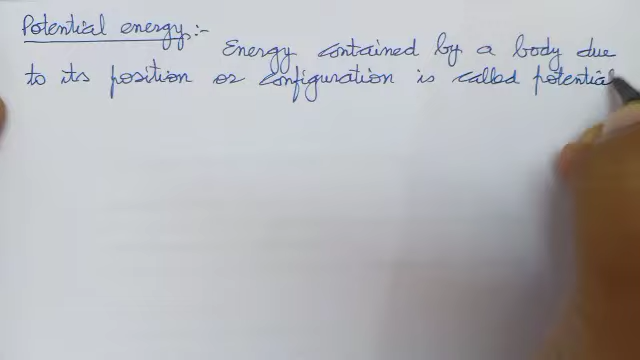 Potential energy :-
Energy contained by a body due
to its position or configuration is called potential